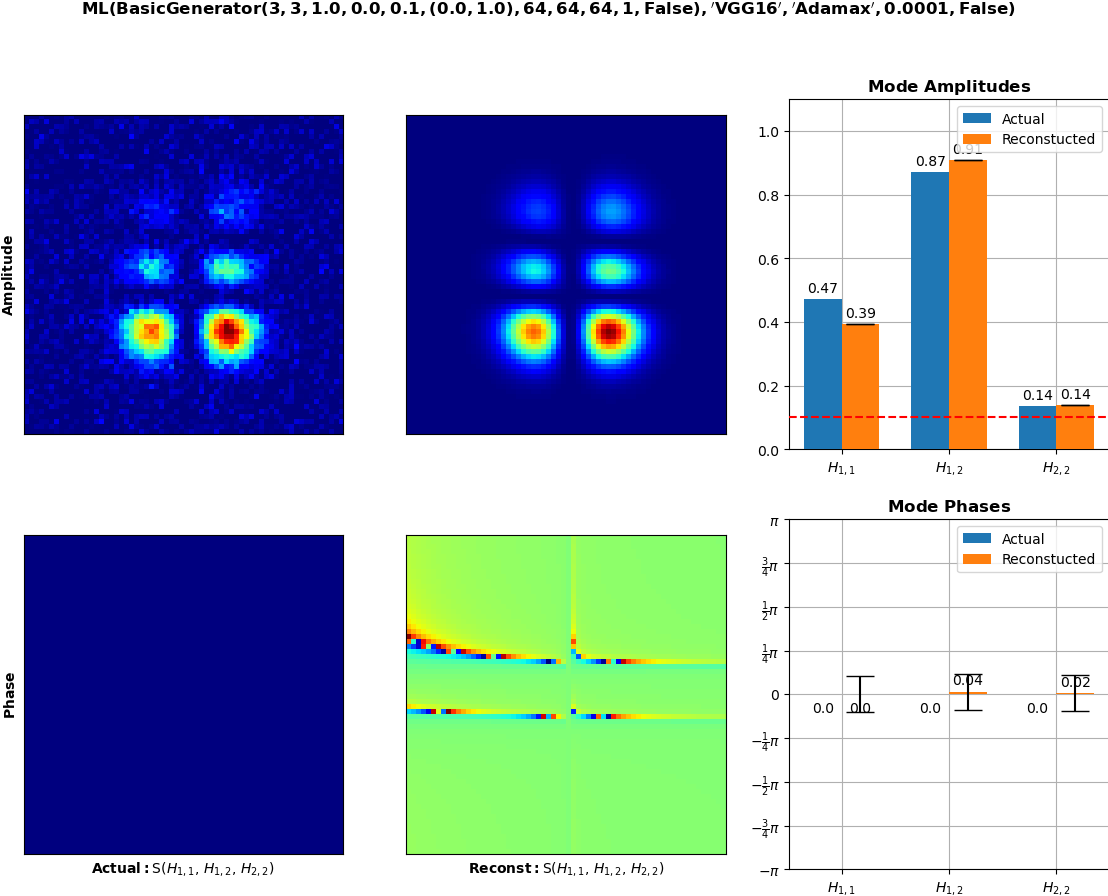 ML(BasicGenerator(3, 3, 1.0, 0.0, 0.1, (0.0, 1.0), 64, 64, 64, 1, False), ′VGG16′, ′Adamax′, 0.0001, False)
Amplitude
Mode Amplitudes
Actual
Reconstucted
1.0
0.8
0.6
0.4
0.2
0.0
0.47
0.39
0.87
0.91
0.14
0.14
H1,1
H1,2
H2,2
Phase
Actual: S(H1,1, H1,2, H2,2)
Reconst: S(H1,1, H1,2, H2,2)
Mode Phases
Actual
Reconstucted
π
3/4π
1/2π
1/4π
0
−1/4π
−1/2π
−3/4π
−π
0.0
0.0
0.0
0.04
0.0
0.02
H1,1
H1,2
H2,2